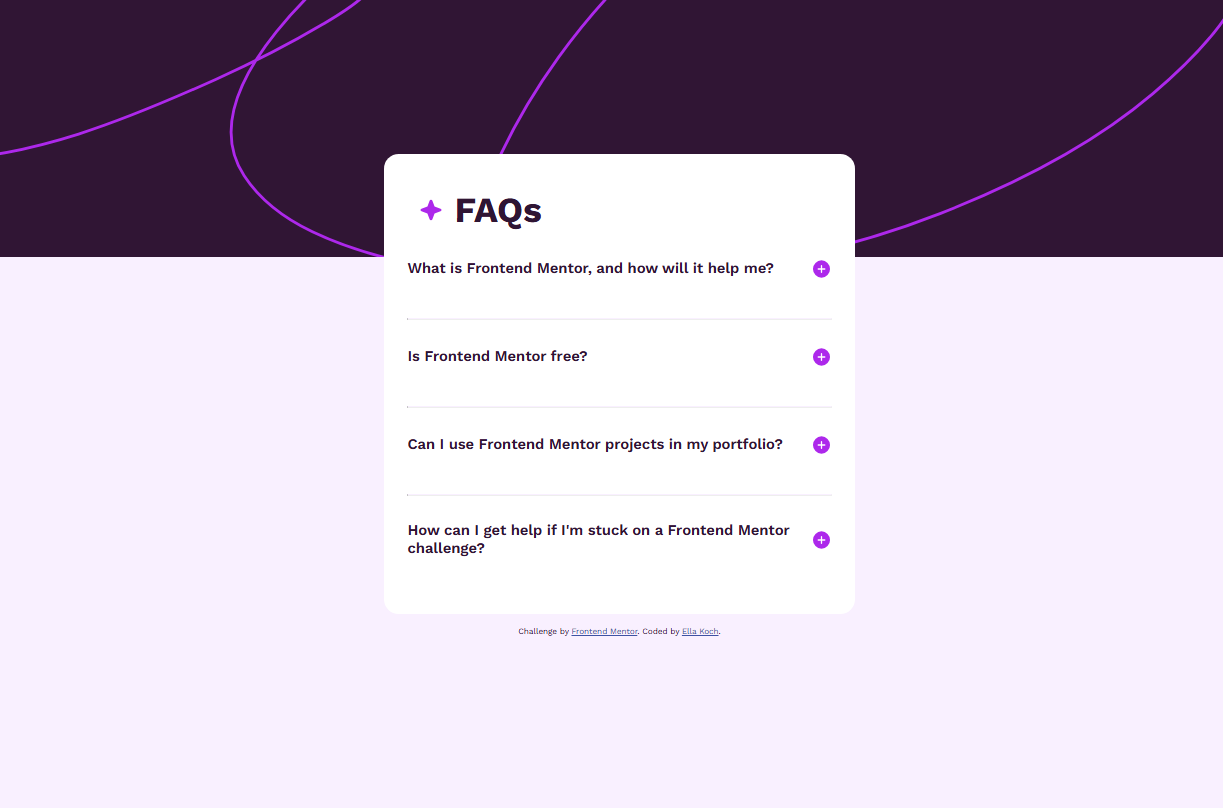 FAQs
What is Frontend Mentor, and how will it help me?
Is Frontend Mentor free?
Can I use Frontend Mentor projects in my portfolio?
How can I get help if I'm stuck on a Frontend Mentor
challenge?
Challenge by Frontend Mentor. Coded by Ella Koch.